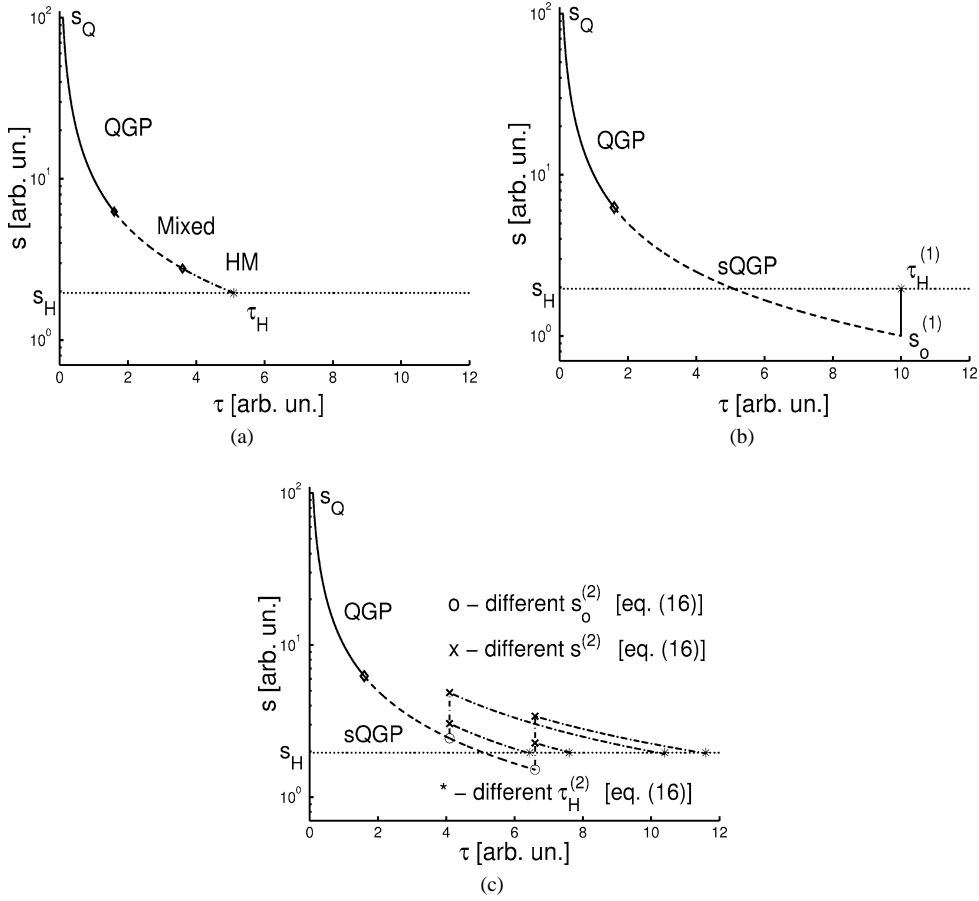 10²
s_Q
QGP
10¹
Mixed
HM
s_H
τ_H
10⁰
s [arb. un.]
0 2 4 6 8 10 12
τ [arb. un.]
(a)
10²
s_Q
QGP
10¹
sQGP
τ_H^(1)
s_H
s_o^(1)
10⁰
s [arb. un.]
0 2 4 6 8 10 12
τ [arb. un.]
(b)
10²
s_Q
QGP
o – different s_o^(2) [eq. (16)]
x – different s^(2) [eq. (16)]
10¹
sQGP
s_H
* – different τ_H^(2) [eq. (16)]
10⁰
s [arb. un.]
0 2 4 6 8 10 12
τ [arb. un.]
(c)